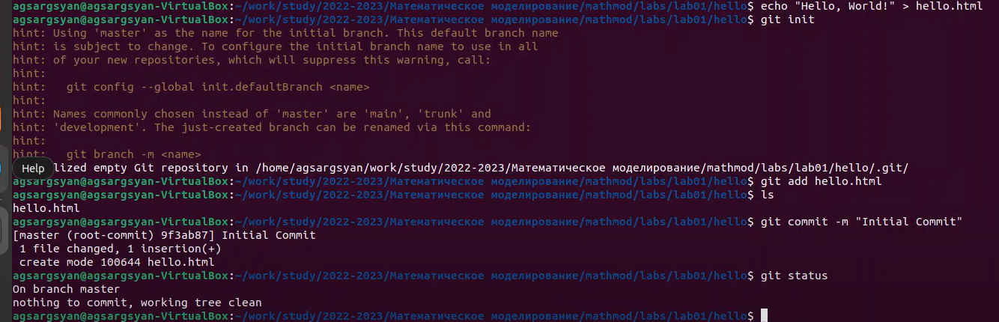 agsargsyan@agsargsyan-VirtualBox:~/work/study/2022-2023/Математическое моделирование/mathmod/labs/lab01/hello$ echo "Hello, World!" > hello.html
agsargsyan@agsargsyan-VirtualBox:~/work/study/2022-2023/Математическое моделирование/mathmod/labs/lab01/hello$ git init
hint: Using 'master' as the name for the initial branch. This default branch name
hint: is subject to change. To configure the initial branch name to use in all
hint: of your new repositories, which will suppress this warning, call:
hint:
hint:   git config --global init.defaultBranch <name>
hint:
hint: Names commonly chosen instead of 'master' are 'main', 'trunk' and
hint: 'development'. The just-created branch can be renamed via this command:
hint:
hint:   git branch -m <name>
Help
lized empty Git repository in /home/agsargsyan/work/study/2022-2023/Математическое моделирование/mathmod/labs/lab01/hello/.git/
agsargsyan@agsargsyan-VirtualBox:~/work/study/2022-2023/Математическое моделирование/mathmod/labs/lab01/hello$ git add hello.html
agsargsyan@agsargsyan-VirtualBox:~/work/study/2022-2023/Математическое моделирование/mathmod/labs/lab01/hello$ ls
hello.html
agsargsyan@agsargsyan-VirtualBox:~/work/study/2022-2023/Математическое моделирование/mathmod/labs/lab01/hello$ git commit -m "Initial Commit"
[master (root-commit) 9f3ab87] Initial Commit
 1 file changed, 1 insertion(+)
 create mode 100644 hello.html
agsargsyan@agsargsyan-VirtualBox:~/work/study/2022-2023/Математическое моделирование/mathmod/labs/lab01/hello$ git status
On branch master
nothing to commit, working tree clean
agsargsyan@agsargsyan-VirtualBox:~/work/study/2022-2023/Математическое моделирование/mathmod/labs/lab01/hello$